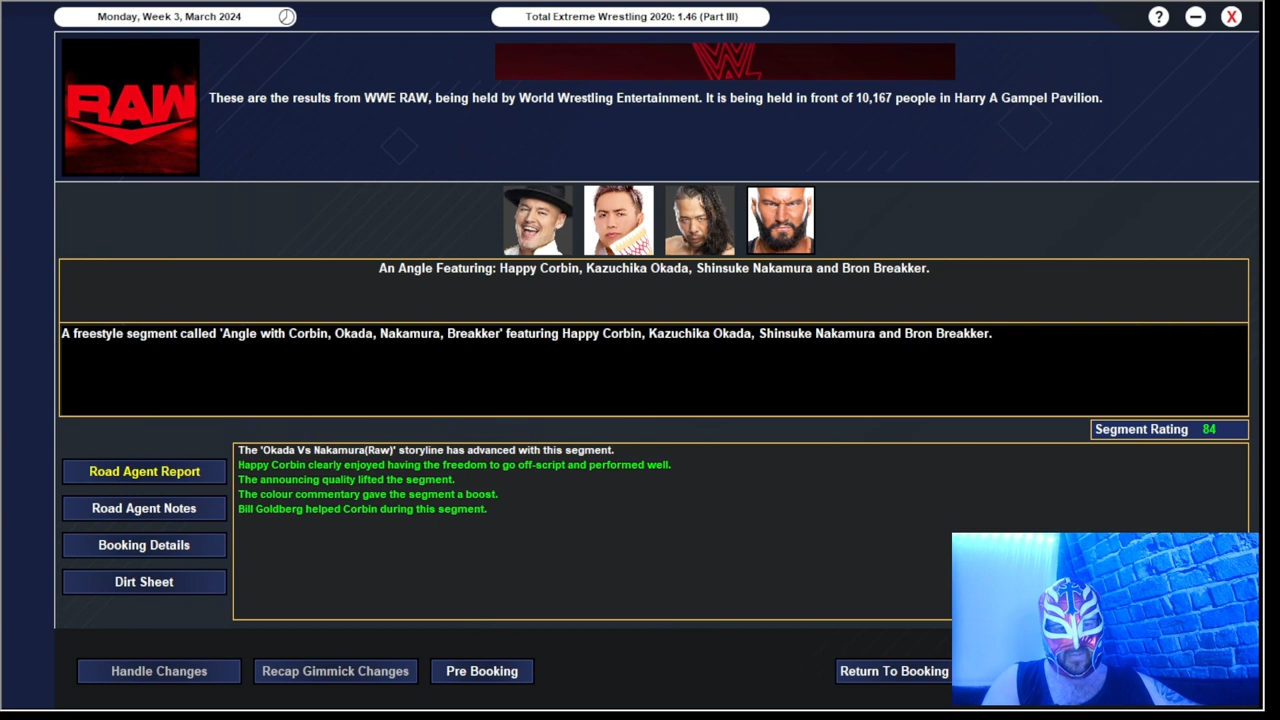 Monday, Week 3, March 2024
Total Extreme Wrestling 2020: 1.46 (Part III)
?
X
RAW
These are the results from WWE RAW, being held by World Wrestling Entertainment. It is being held in front of 10,167 people in Harry A Gampel Pavilion.
An Angle Featuring: Happy Corbin, Kazuchika Okada, Shinsuke Nakamura and Bron Breakker.
A freestyle segment called 'Angle with Corbin, Okada, Nakamura, Breakker' featuring Happy Corbin, Kazuchika Okada, Shinsuke Nakamura and Bron Breakker.
Segment Rating 84
The 'Okada Vs Nakamura(Raw)' storyline has advanced with this segment.
Happy Corbin clearly enjoyed having the freedom to go off-script and performed well.
The announcing quality lifted the segment.
The colour commentary gave the segment a boost.
Bill Goldberg helped Corbin during this segment.
Road Agent Report
Road Agent Notes
Booking Details
Dirt Sheet
Handle Changes
Recap Gimmick Changes
Pre Booking
Return To Booking